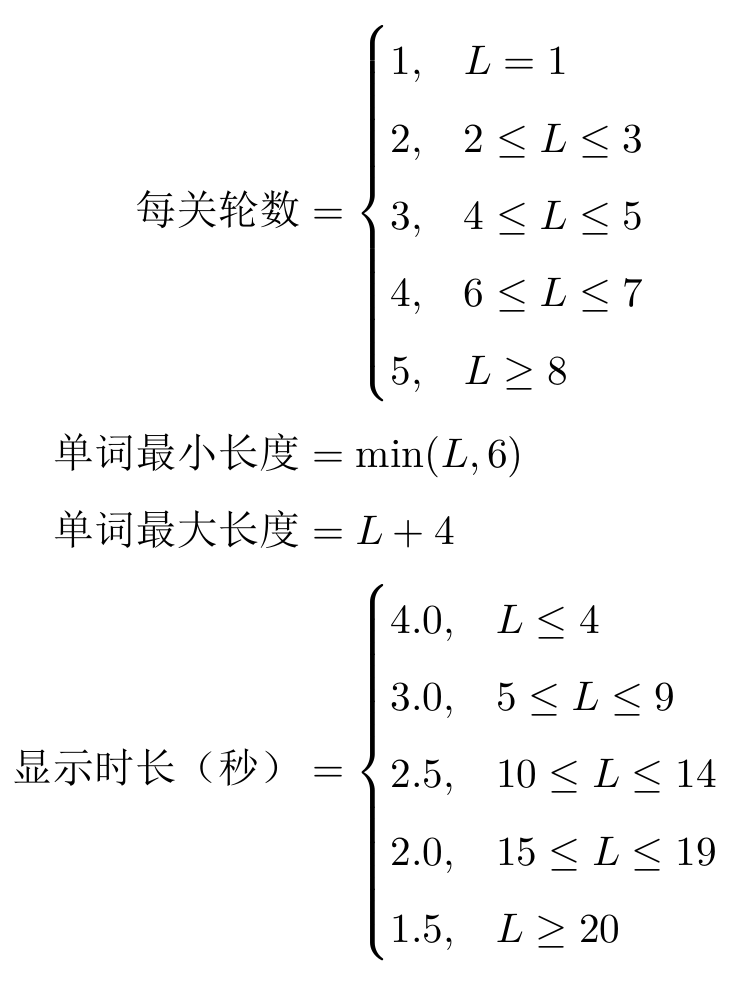 1, L = 1
2, 2 ≤ L ≤ 3
每关轮数 = { 3, 4 ≤ L ≤ 5
4, 6 ≤ L ≤ 7
5, L ≥ 8
单词最小长度 = min(L, 6)
单词最大长度 = L + 4
4.0, L ≤ 4
3.0, 5 ≤ L ≤ 9
显示时长（秒） = { 2.5, 10 ≤ L ≤ 14
2.0, 15 ≤ L ≤ 19
1.5, L ≥ 20